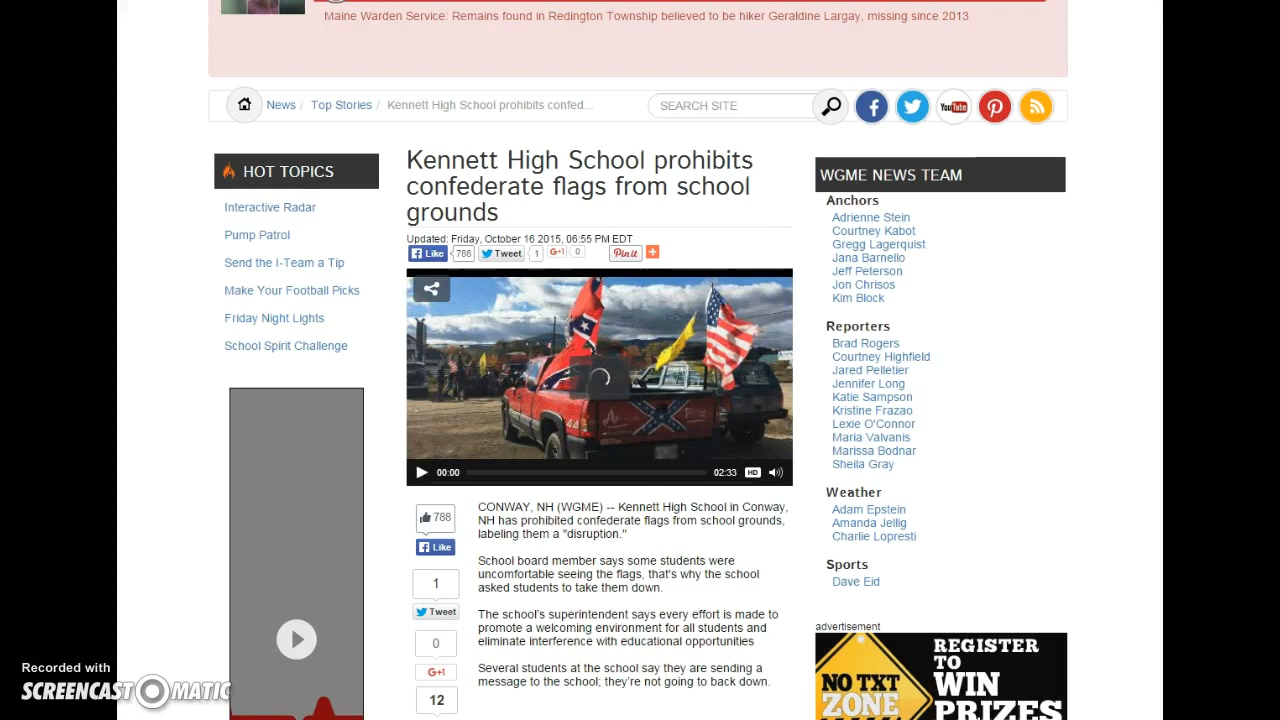 Maine Warden Service: Remains found in Redington Township believed to be hiker Geraldine Largay, missing since 2013
News / Top Stories / Kennett High School prohibits confed...
SEARCH SITE
You Tube
HOT TOPICS
Interactive Radar
Pump Patrol
Send the I-Team a Tip
Make Your Football Picks
Friday Night Lights
School Spirit Challenge
Kennett High School prohibits
confederate flags from school
grounds
Updated: Friday, October 16 2015, 06:55 PM EDT
Like 788 Tweet 1 G+1 0 Pin it
00:00 02:33 HD
788
Like
1
Tweet
0
G+1
12
CONWAY, NH (WGME) -- Kennett High School in Conway,
NH has prohibited confederate flags from school grounds,
labeling them a "disruption."
School board member says some students were
uncomfortable seeing the flags, that's why the school
asked students to take them down.
The school's superintendent says every effort is made to
promote a welcoming environment for all students and
eliminate interference with educational opportunities
Several students at the school say they are sending a
message to the school; they're not going to back down.
WGME NEWS TEAM
Anchors
Adrienne Stein
Courtney Kabot
Gregg Lagerquist
Jana Barnello
Jeff Peterson
Jon Chrisos
Kim Block
Reporters
Brad Rogers
Courtney Highfield
Jared Pelletier
Jennifer Long
Katie Sampson
Kristine Frazao
Lexie O'Connor
Maria Valvanis
Marissa Bodnar
Sheila Gray
Weather
Adam Epstein
Amanda Jellig
Charlie Lopresti
Sports
Dave Eid
advertisement
NO TXT
ZONE
REGISTER
TO
WIN
PRIZES
Recorded with
SCREENCAST MATIC